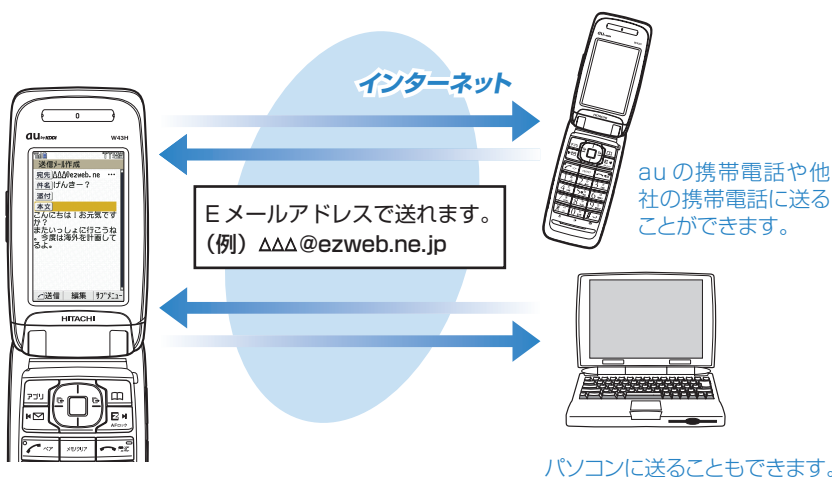 インターネット
au by KDDI
W43H
送信メール作成
宛先 △△△@ezweb.ne …
件名 げんきー?
添付
本文
こんにちは!お元気です
か?
またいっしょに行こうね
。今度は海外を計画して
るよ。
送信 編集 サブメニュー
HITACHI
アプリ
ペア
メモ/クリア
Eメールアドレスで送れます。
(例) △△△@ezweb.ne.jp
HITACHI
auの携帯電話や他
社の携帯電話に送る
ことができます。
パソコンに送ることもできます。